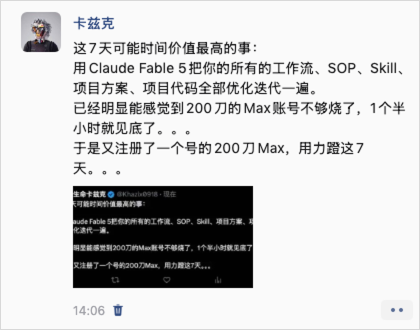 卡兹克
这7天可能时间价值最高的事：
用Claude Fable 5把你的所有的工作流、SOP、Skill、
项目方案、项目代码全部优化迭代一遍。
已经明显能感觉到200刀的Max账号不够烧了，1个半
小时就见底了。。。
于是又注册了一个号的200刀Max，用力蹬这7
天。。。
生命卡兹克 @Khazix0918 · 现在
天可能时间价值最高的事：
aude Fable 5把你的所有的工作流、SOP、Skill、项目方案、项
化迭代一遍。
明显能感觉到200刀的Max账号不够烧了，1个半小时就见底了
又注册了一个号的200刀Max，用力蹬这7天。。。
14:06